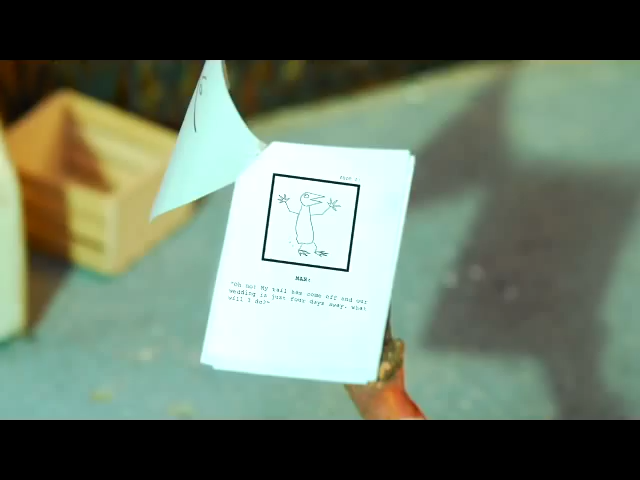 MAN:
"Oh no! My tail has come off and our
wedding is just four days away. What
will I do?"